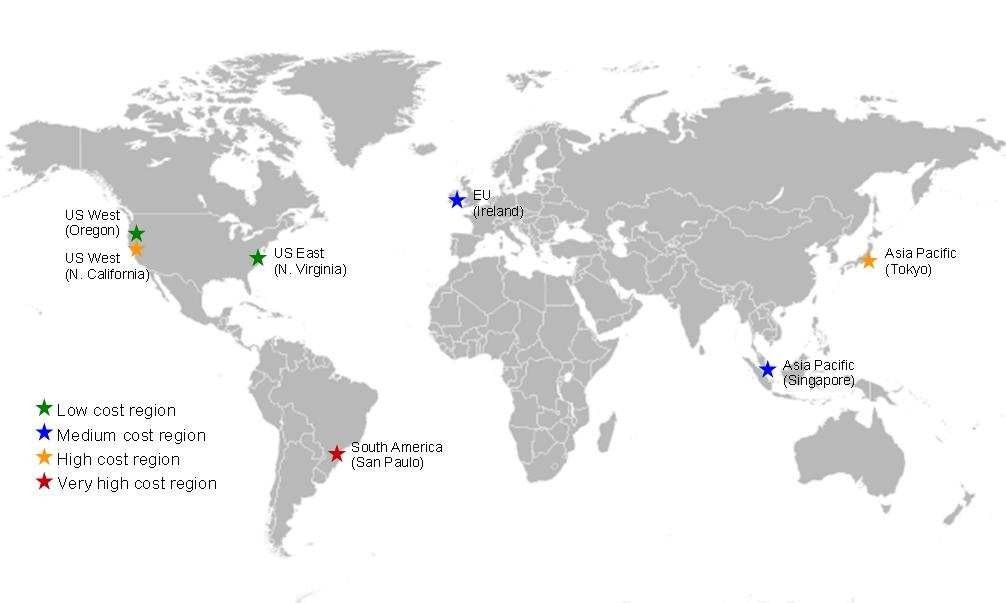 EU
(Ireland)
US West
(Oregon)
US West
(N. California)
US East
(N. Virginia)
Asia Pacific
(Tokyo)
Asia Pacific
(Singapore)
South America
(San Paulo)
Low cost region
Medium cost region
High cost region
Very high cost region